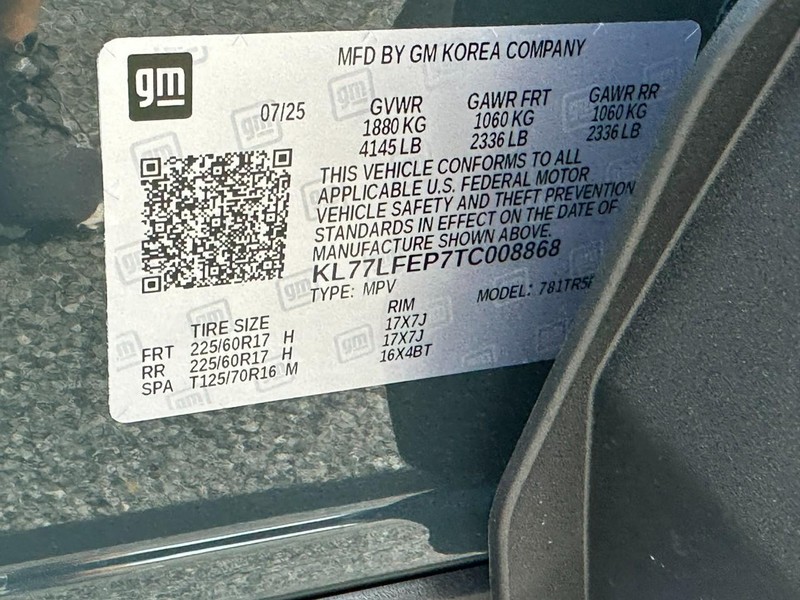 gm
MFD BY GM KOREA COMPANY
07/25
GVWR GAWR FRT GAWR RR
1880 KG 1060 KG 1060 KG
4145 LB 2336 LB 2336 LB
THIS VEHICLE CONFORMS TO ALL
APPLICABLE U.S. FEDERAL MOTOR
VEHICLE SAFETY AND THEFT PREVENTION
STANDARDS IN EFFECT ON THE DATE OF
MANUFACTURE SHOWN ABOVE.
KL77LFEP7TC008868
TYPE: MPV MODEL:
TIRE SIZE RIM
FRT 225/60R17 H 17X7J
RR 225/60R17 H 17X7J
SPA T125/70R16 M 16X4BT